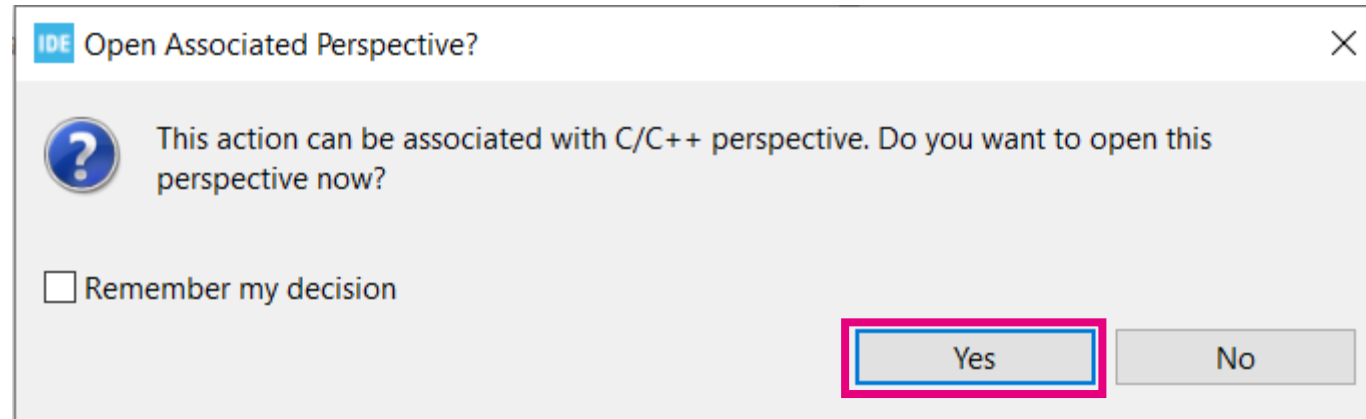 IDE Open Associated Perspective?
This action can be associated with C/C++ perspective. Do you want to open this
perspective now?
Remember my decision
Yes No